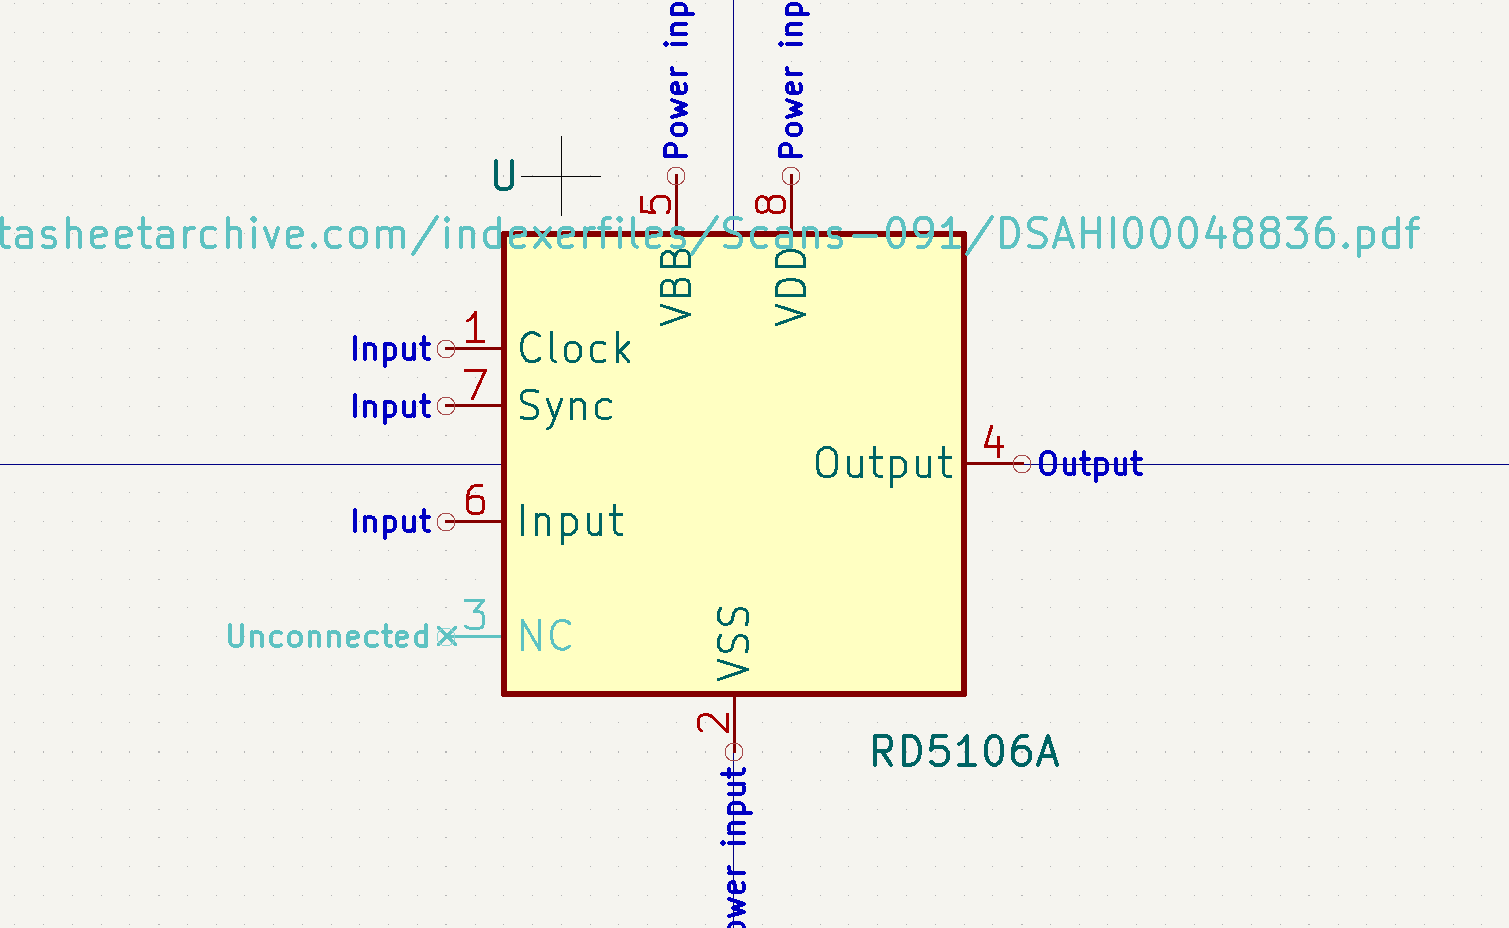 Power inp
Power inp
U
5
8
tasheetarchive.com/indexerfiles/Scans-091/DSAHI00048836.pdf
VBB
VDD
Input 1 Clock
Input 7 Sync
4
Output Output
Input 6 Input
Unconnected 3 NC
VSS
2
RD5106A
ower input